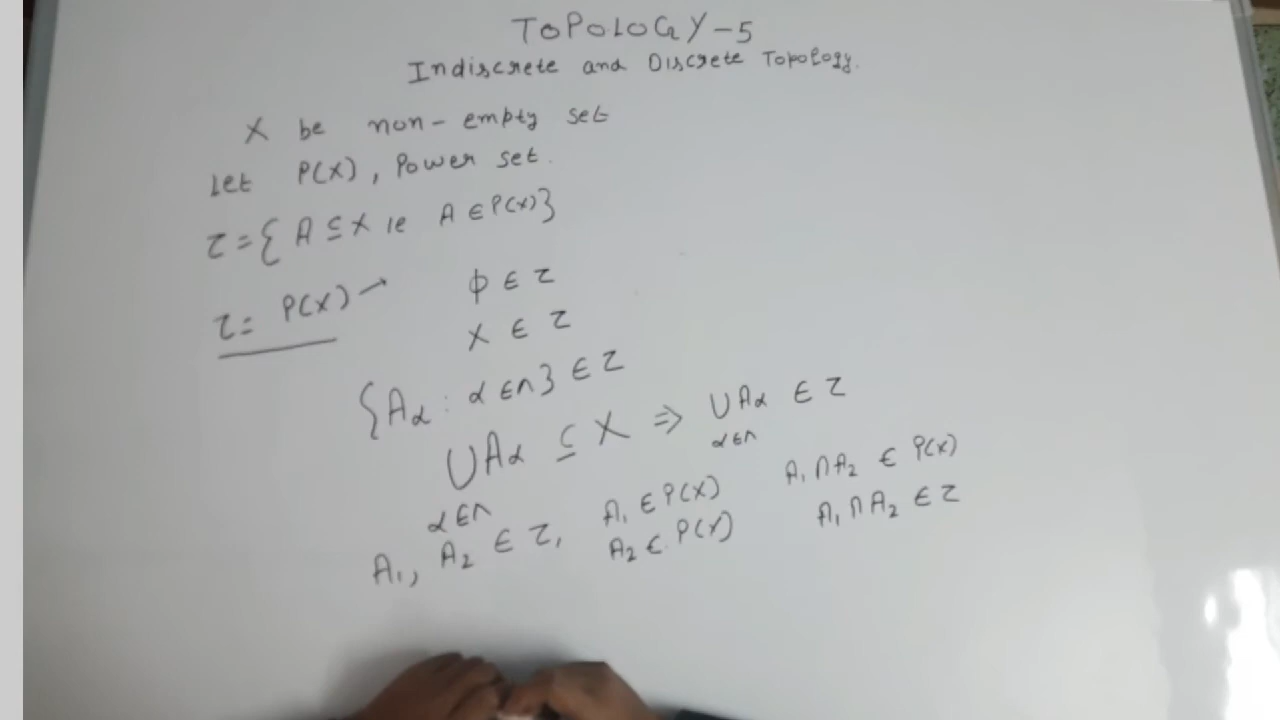 TOPOLOGY-5
Indiscrete and Discrete Topology.
X be non-empty set
Let P(X), Power set.
τ={ A ⊆ X ie A ∈ P(X)}
τ= P(X) → ϕ ∈ τ
X ∈ τ
{Aα : α ∈ Λ} ∈ τ
∪Aα ⊆ X ⇒ ∪Aα ∈ τ
α∈Λ α∈Λ
A₁, A₂ ∈ τ, A₁ ∈ P(X) A₁∩A₂ ∈ P(X)
A₂ ∈ P(X) A₁∩A₂ ∈ τ